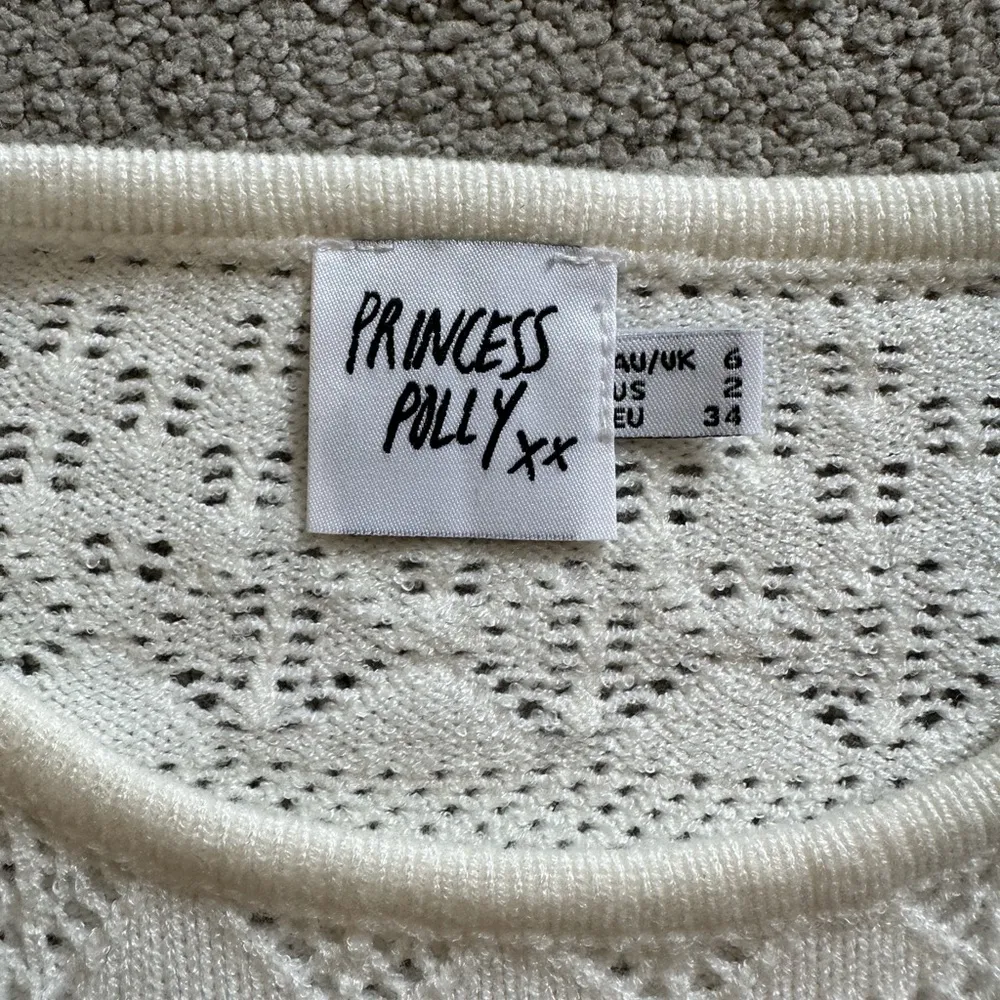 PRINCESS
POLLY xx
AU/UK 6
US 2
EU 34